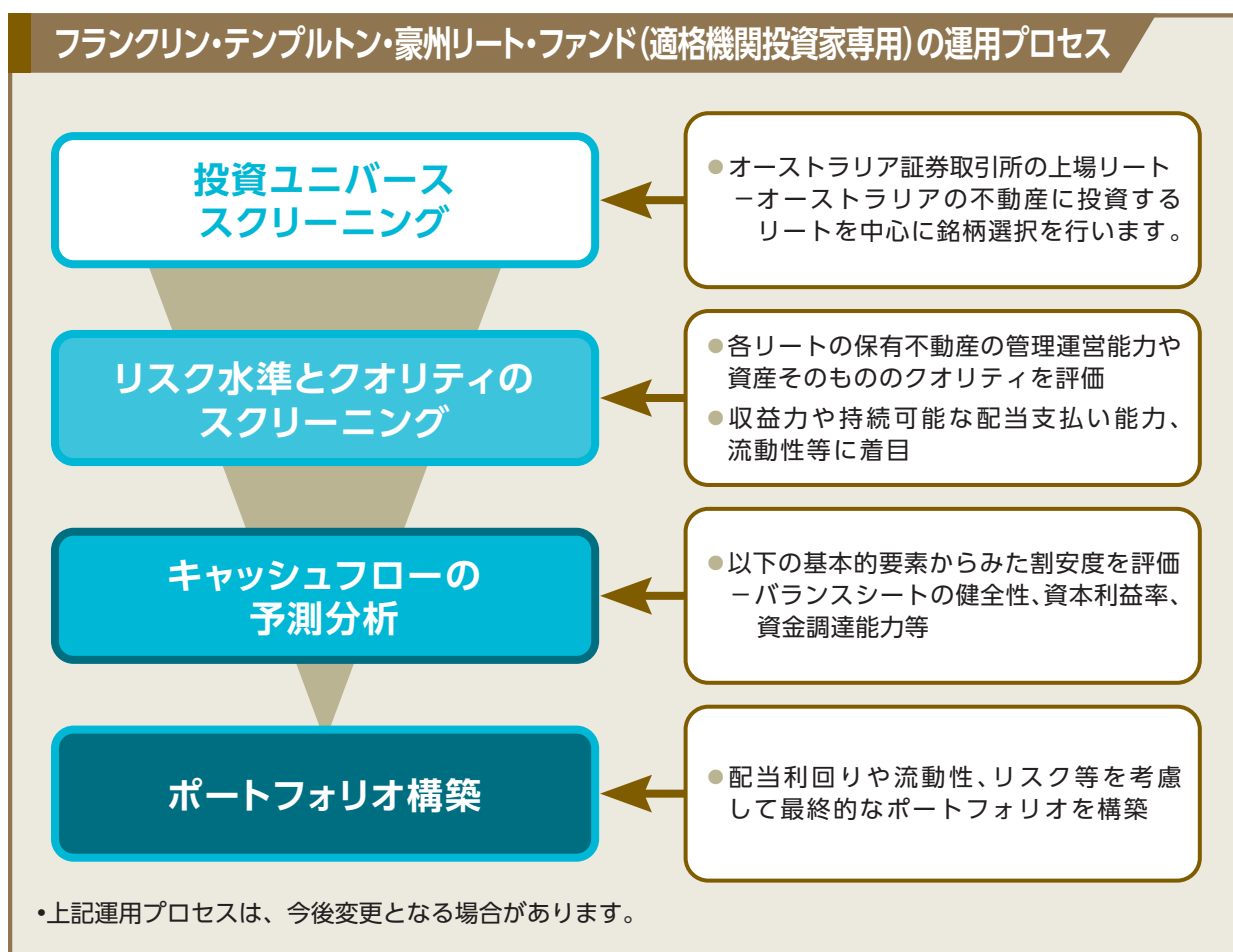 フランクリン・テンプルトン・豪州リート・ファンド（適格機関投資家専用）の運用プロセス
投資ユニバース
スクリーニング
●オーストラリア証券取引所の上場リート
－オーストラリアの不動産に投資する
リートを中心に銘柄選択を行います。
リスク水準とクオリティの
スクリーニング
●各リートの保有不動産の管理運営能力や
資産そのもののクオリティを評価
●収益力や持続可能な配当支払い能力、
流動性等に着目
キャッシュフローの
予測分析
●以下の基本的要素からみた割安度を評価
－バランスシートの健全性、資本利益率、
資金調達能力等
ポートフォリオ構築
●配当利回りや流動性、リスク等を考慮
して最終的なポートフォリオを構築
•上記運用プロセスは、今後変更となる場合があります。